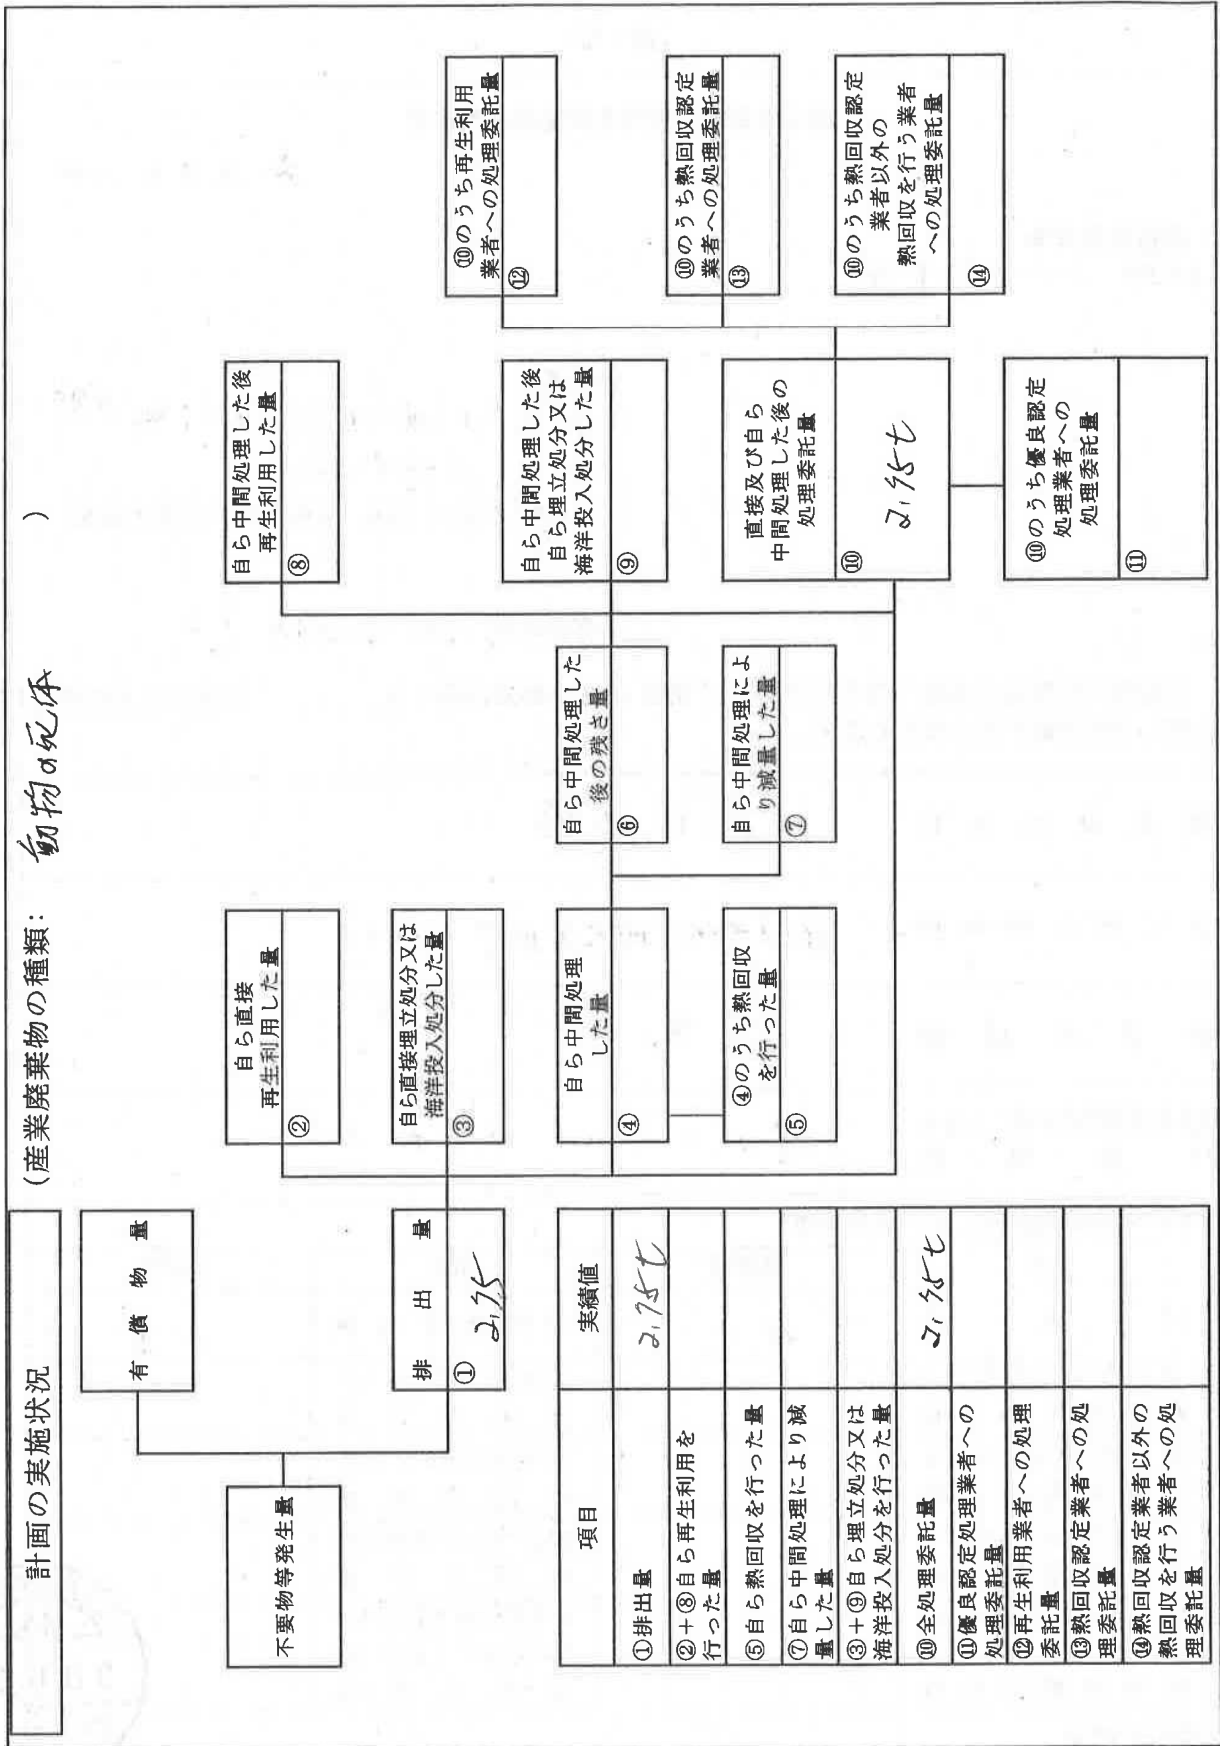 計画の実施状況
(産業廃棄物の種類: 動物の死体 )
不要物等発生量
有償物量
排出量
① 2.75
自ら直接
再生利用した量
②
自ら直接埋立処分又は
海洋投入処分した量
③
自ら中間処理
した量
④
④のうち熱回収
を行った量
⑤
自ら中間処理した
後の残さ量
⑥
自ら中間処理によ
り減量した量
⑦
自ら中間処理した後
再生利用した量
⑧
自ら中間処理した後
自ら埋立処分又は
海洋投入処分した量
⑨
直接及び自ら
中間処理した後の
処理委託量
⑩ 2.75t
⑩のうち優良認定
処理業者への
処理委託量
⑪
⑩のうち再生利用
業者への処理委託量
⑫
⑩のうち熱回収認定
業者への処理委託量
⑬
⑩のうち熱回収認定
業者以外の
熱回収を行う業者
への処理委託量
⑭
項目 実績値
①排出量 2.75t
②+⑧自ら再生利用を
行った量
⑤自ら熱回収を行った量
⑦自ら中間処理により減
量した量
③+⑨自ら埋立処分又は
海洋投入処分を行った量
⑩全処理委託量 2.75t
⑪優良認定処理業者への
処理委託量
⑫再生利用業者への処理
委託量
⑬熱回収認定業者への処
理委託量
⑭熱回収認定業者以外の
熱回収を行う業者への処
理委託量